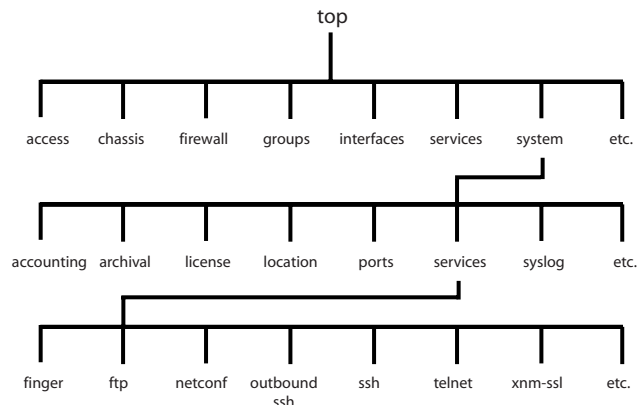 top
access chassis firewall groups interfaces services system etc.
accounting archival license location ports services syslog etc.
finger ftp netconf outbound ssh telnet xnm-ssl etc.
ssh